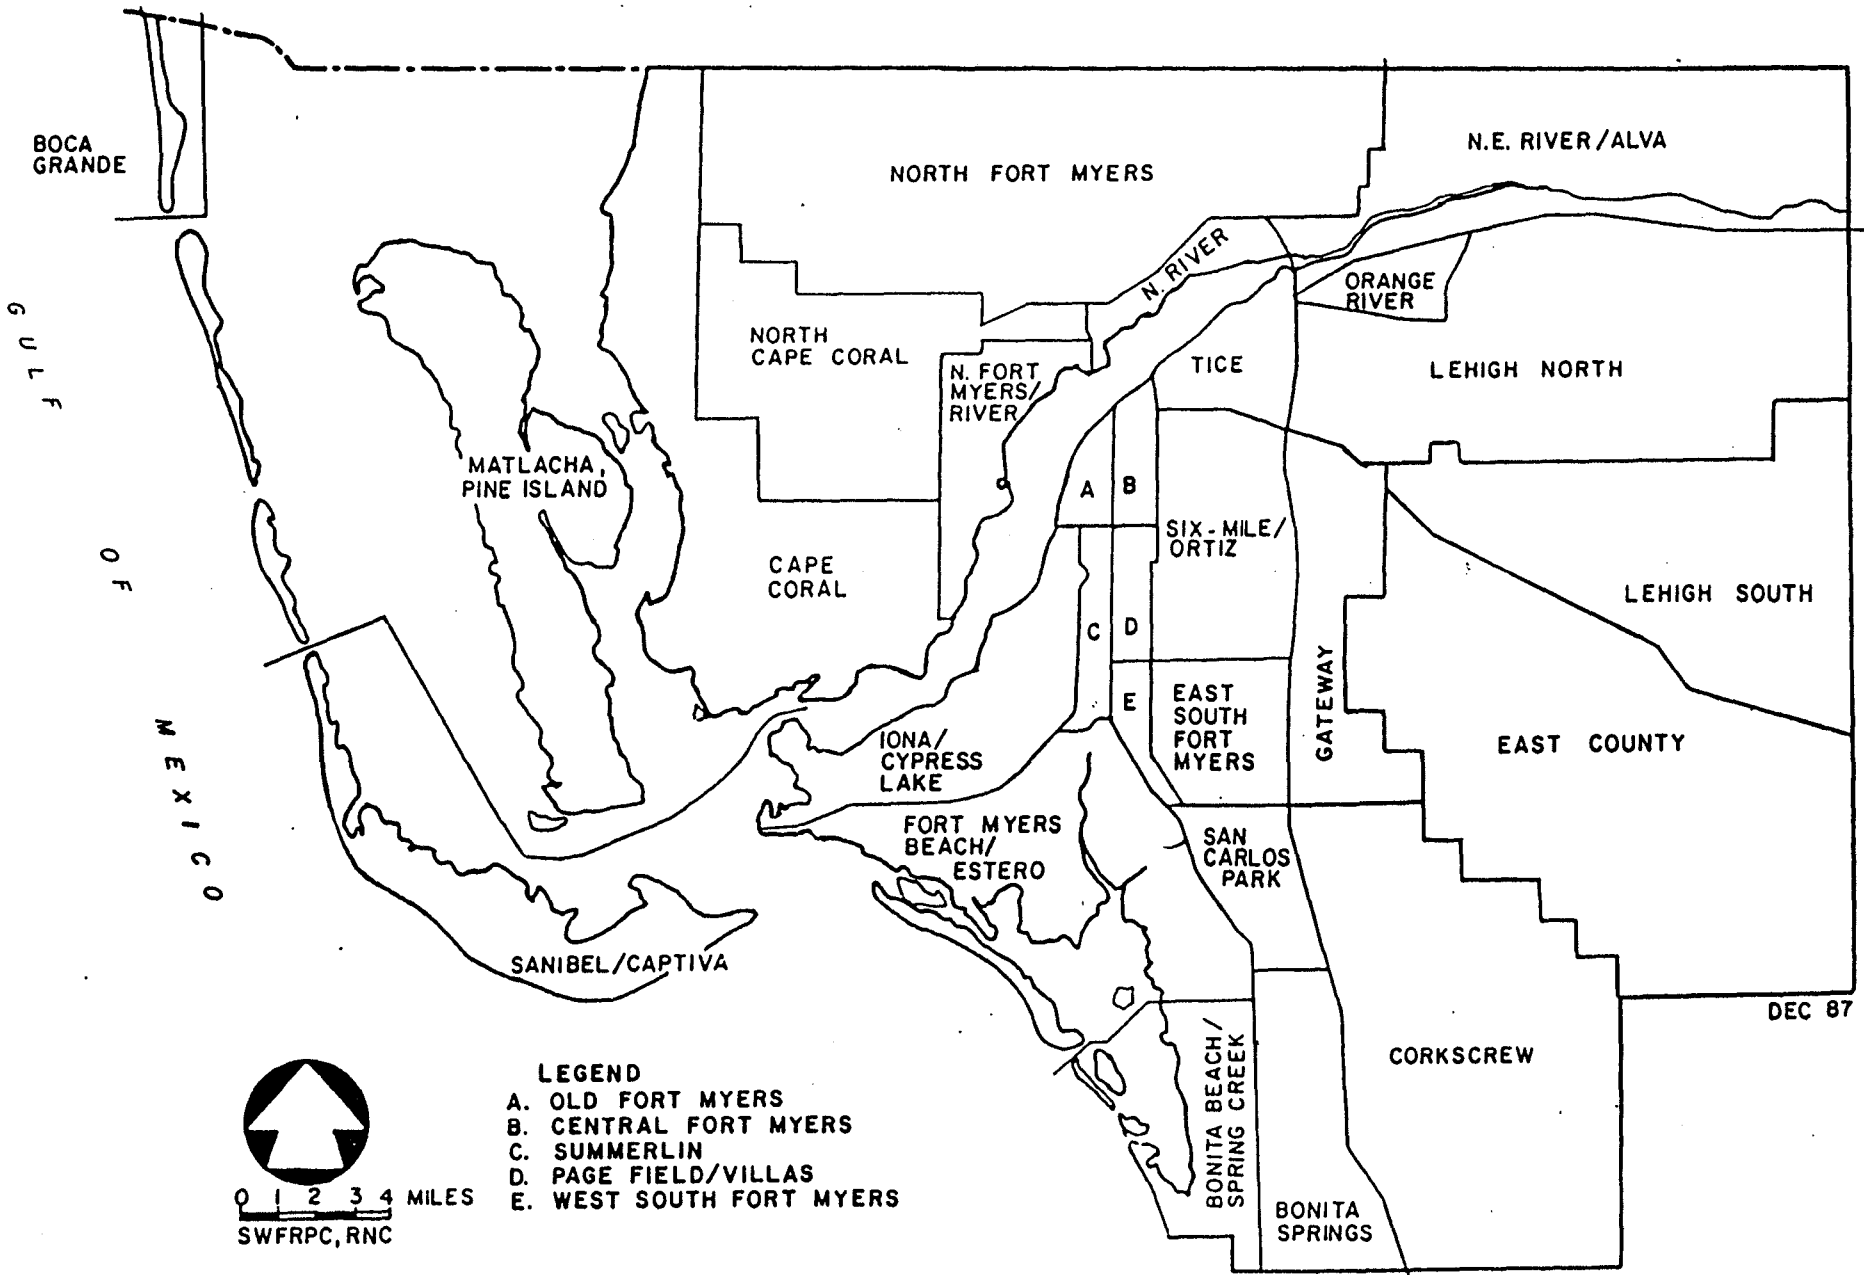 BOCA
GRANDE
NORTH FORT MYERS
N.E. RIVER/ALVA
N. RIVER
ORANGE
RIVER
GULF
OF
MEXICO
NORTH
CAPE CORAL
N. FORT
MYERS/
RIVER
TICE
LEHIGH NORTH
MATLACHA,
PINE ISLAND
A
B
SIX-MILE/
ORTIZ
CAPE
CORAL
LEHIGH SOUTH
C
D
E
EAST
SOUTH
FORT
MYERS
GATEWAY
EAST COUNTY
IONA/
CYPRESS
LAKE
FORT MYERS
BEACH/
ESTERO
SAN
CARLOS
PARK
SANIBEL/CAPTIVA
DEC 87
CORKSCREW
BONITA BEACH/
SPRING CREEK
BONITA
SPRINGS
LEGEND
A. OLD FORT MYERS
B. CENTRAL FORT MYERS
C. SUMMERLIN
D. PAGE FIELD/VILLAS
E. WEST SOUTH FORT MYERS
0 1 2 3 4 MILES
SWFRPC, RNC